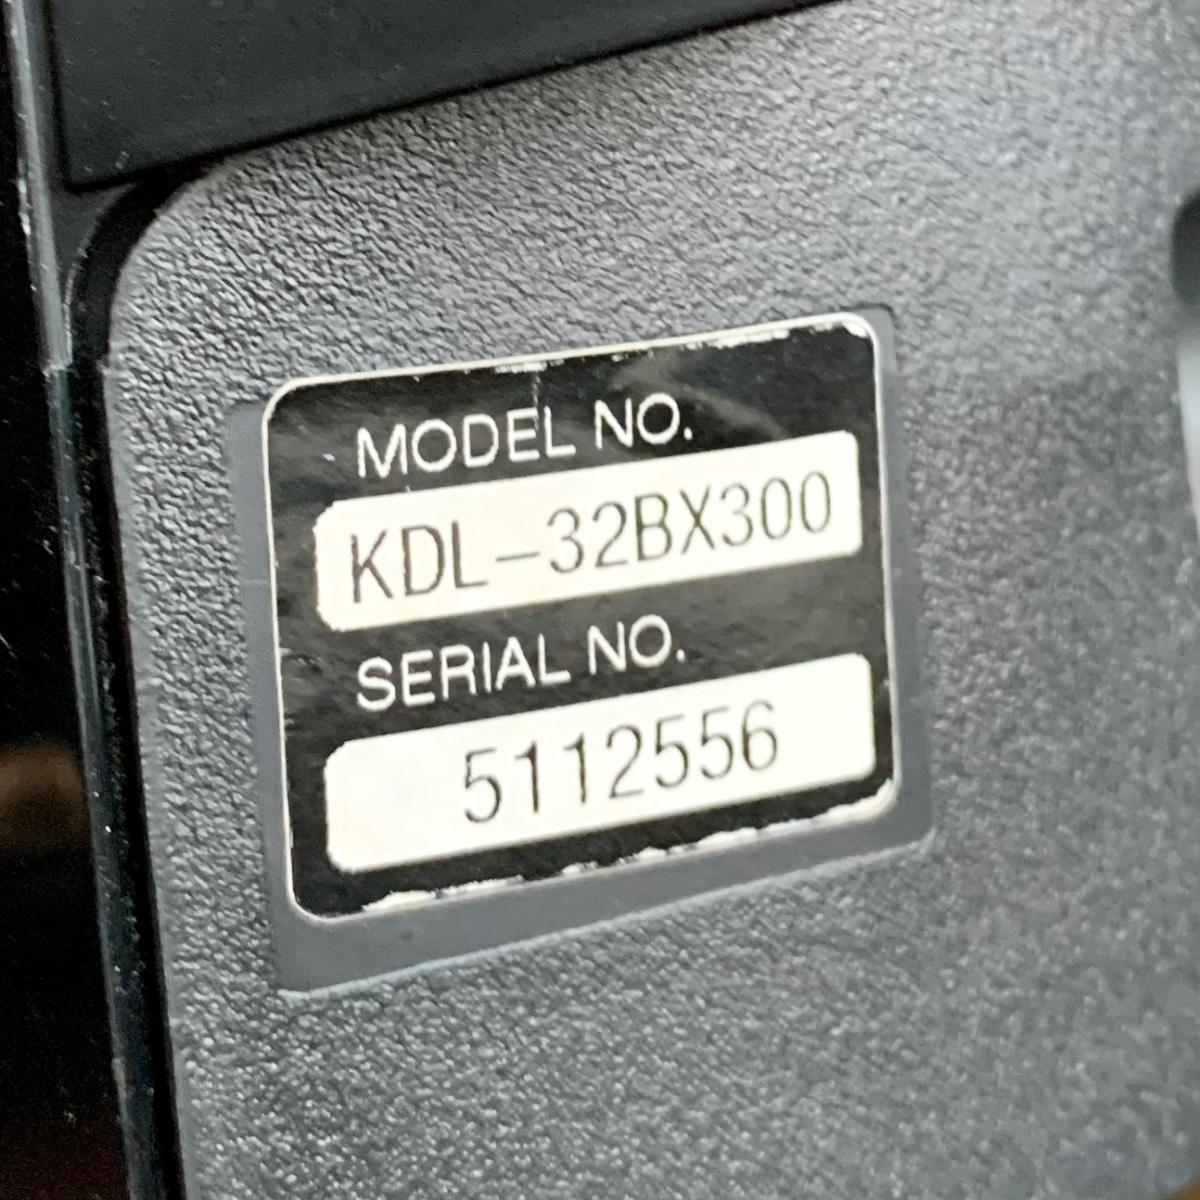 MODEL NO.
KDL-32BX300
SERIAL NO.
5112556